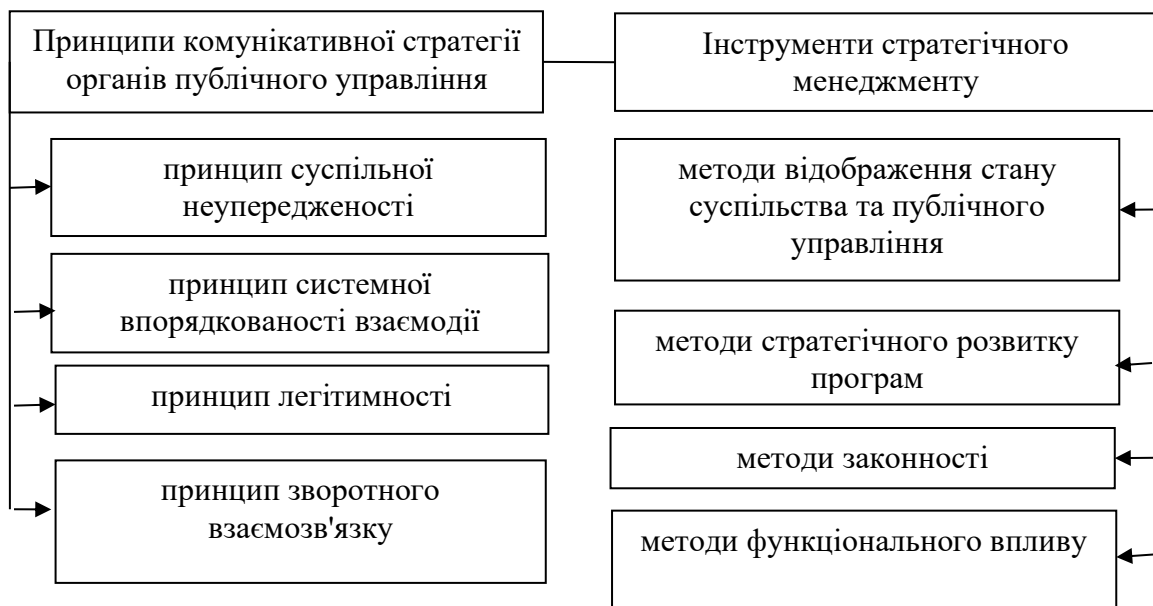 Принципи комунікативної стратегії
органів публічного управління
принцип суспільної
неупередженості
принцип системної
впорядкованості взаємодії
принцип легітимності
принцип зворотного
взаємозв'язку
Інструменти стратегічного
менеджменту
методи відображення стану
суспільства та публічного
управління
методи стратегічного розвитку
програм
методи законності
методи функціонального впливу